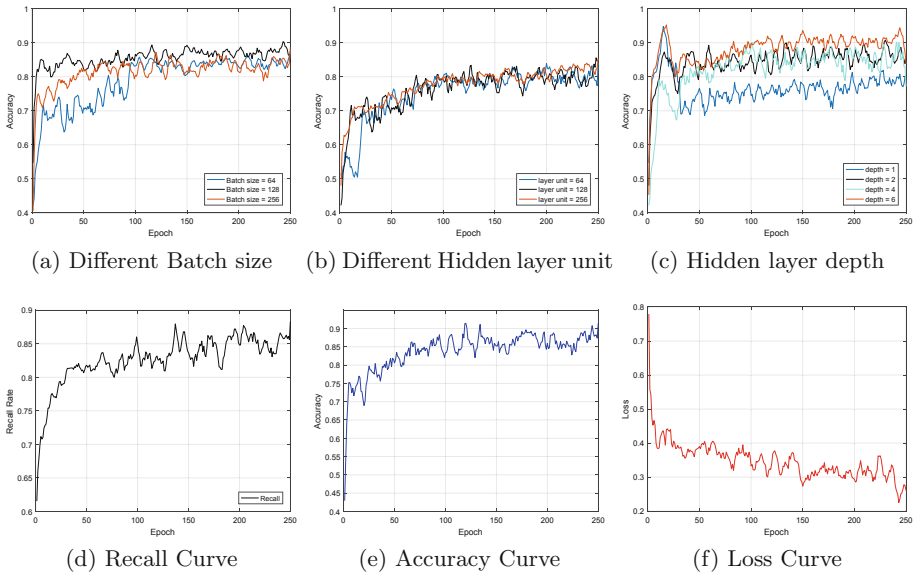 1
0.9
0.8
0.7
0.6
0.5
0.4
Accuracy
0 50 100 150 200 250
Epoch
Batch size = 64
Batch size = 128
Batch size = 256
(a) Different Batch size
1
0.9
0.8
0.7
0.6
0.5
0.4
Accuracy
0 50 100 150 200 250
Epoch
layer unit = 64
layer unit = 128
layer unit = 256
(b) Different Hidden layer unit
1
0.9
0.8
0.7
0.6
0.5
0.4
Accuracy
0 50 100 150 200 250
Epoch
depth = 1
depth = 2
depth = 4
depth = 6
(c) Hidden layer depth
0.9
0.85
0.8
0.75
0.7
0.65
0.6
Recall Rate
0 50 100 150 200 250
Epoch
Recall
(d) Recall Curve
0.9
0.85
0.8
0.75
0.7
0.65
0.6
0.55
0.5
0.45
0.4
Accuracy
0 50 100 150 200 250
Epoch
(e) Accuracy Curve
0.8
0.7
0.6
0.5
0.4
0.3
0.2
Loss
0 50 100 150 200 250
Epoch
(f) Loss Curve